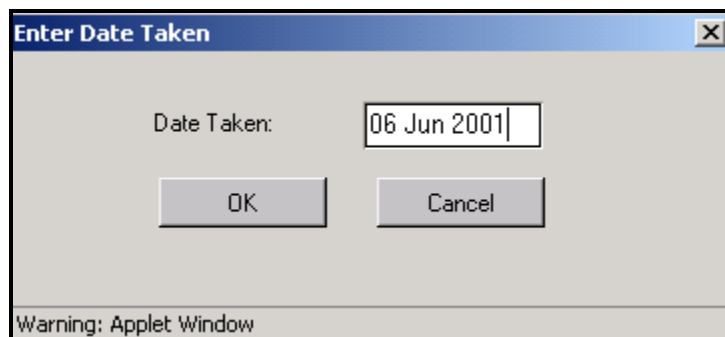 Enter Date Taken
Date Taken: 06 Jun 2001
OK Cancel
Warning: Applet Window